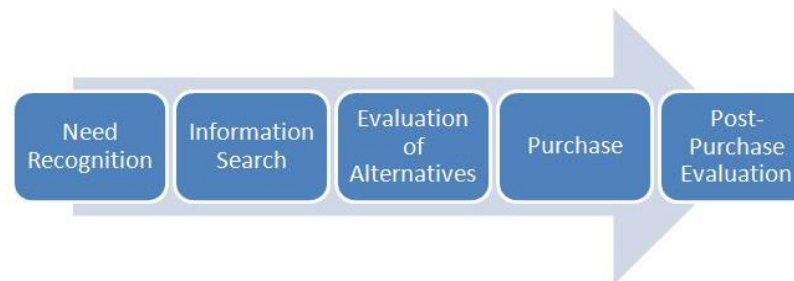 Need
Recognition
Information
Search
Evaluation
of
Alternatives
Purchase
Post-
Purchase
Evaluation